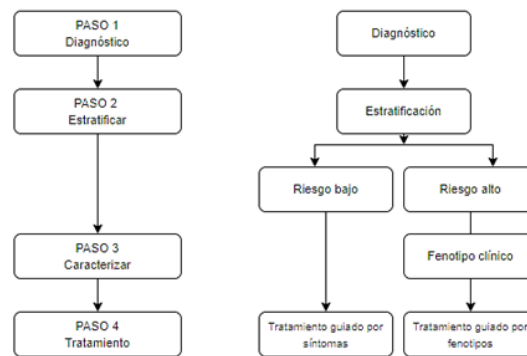 PASO 1
Diagnóstico
PASO 2
Estratificar
PASO 3
Caracterizar
PASO 4
Tratamiento
Diagnóstico
Estratificación
Riesgo bajo
Riesgo alto
Fenotipo clínico
Tratamiento guiado por
síntomas
Tratamiento guiado por
fenotipos